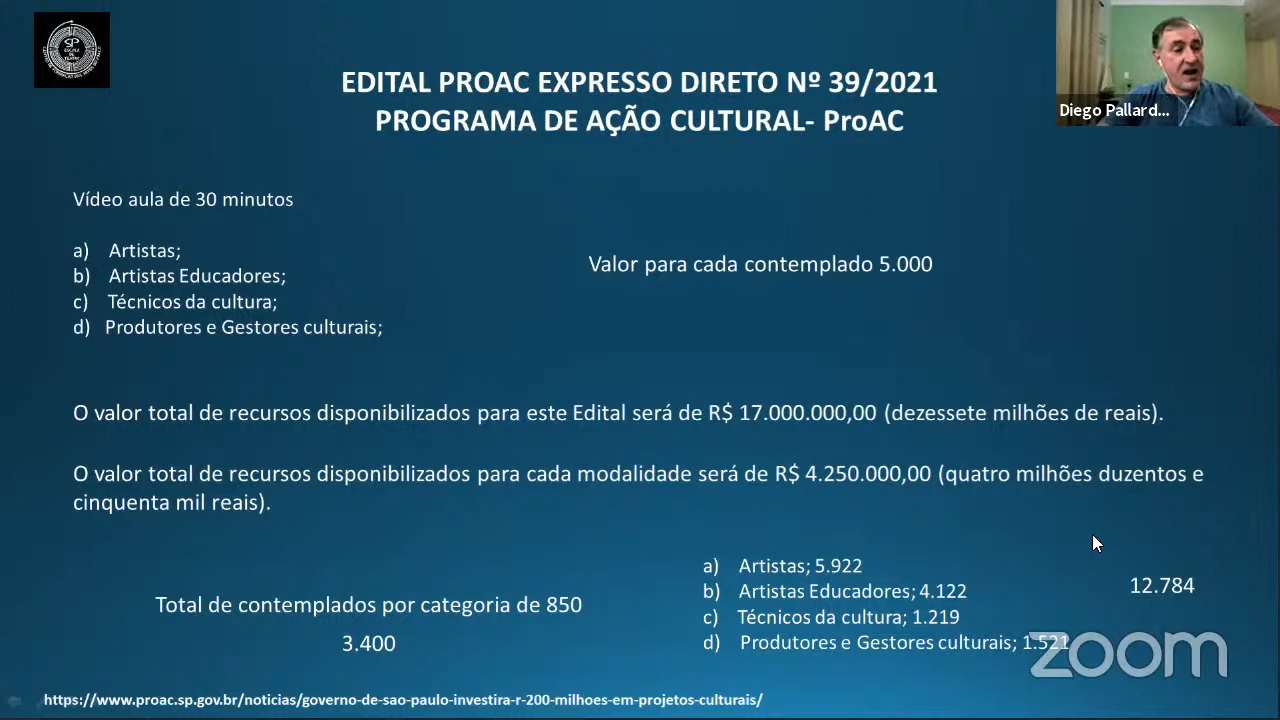 SP
ESCOLA DE TEATRO
EDITAL PROAC EXPRESSO DIRETO Nº 39/2021
PROGRAMA DE AÇÃO CULTURAL- ProAC
Diego Pallard...
Vídeo aula de 30 minutos
a) Artistas;
b) Artistas Educadores;
c) Técnicos da cultura;
d) Produtores e Gestores culturais;
Valor para cada contemplado 5.000
O valor total de recursos disponibilizados para este Edital será de R$ 17.000.000,00 (dezessete milhões de reais).
O valor total de recursos disponibilizados para cada modalidade será de R$ 4.250.000,00 (quatro milhões duzentos e
cinquenta mil reais).
Total de contemplados por categoria de 850
3.400
a) Artistas; 5.922
b) Artistas Educadores; 4.122
c) Técnicos da cultura; 1.219
d) Produtores e Gestores culturais; 1.521
12.784
zoom
https://www.proac.sp.gov.br/noticias/governo-de-sao-paulo-investira-r-200-milhoes-em-projetos-culturais/